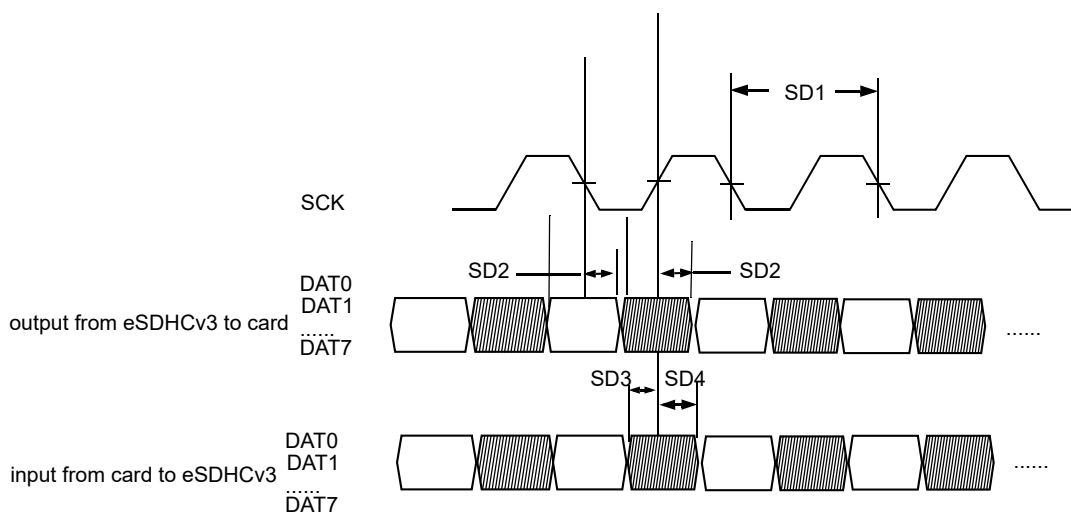 SD1
SCK
SD2 SD2
DAT0
DAT1
output from eSDHCv3 to card ...... ......
DAT7
SD3 SD4
DAT0
DAT1
input from card to eSDHCv3 ......
......
DAT7